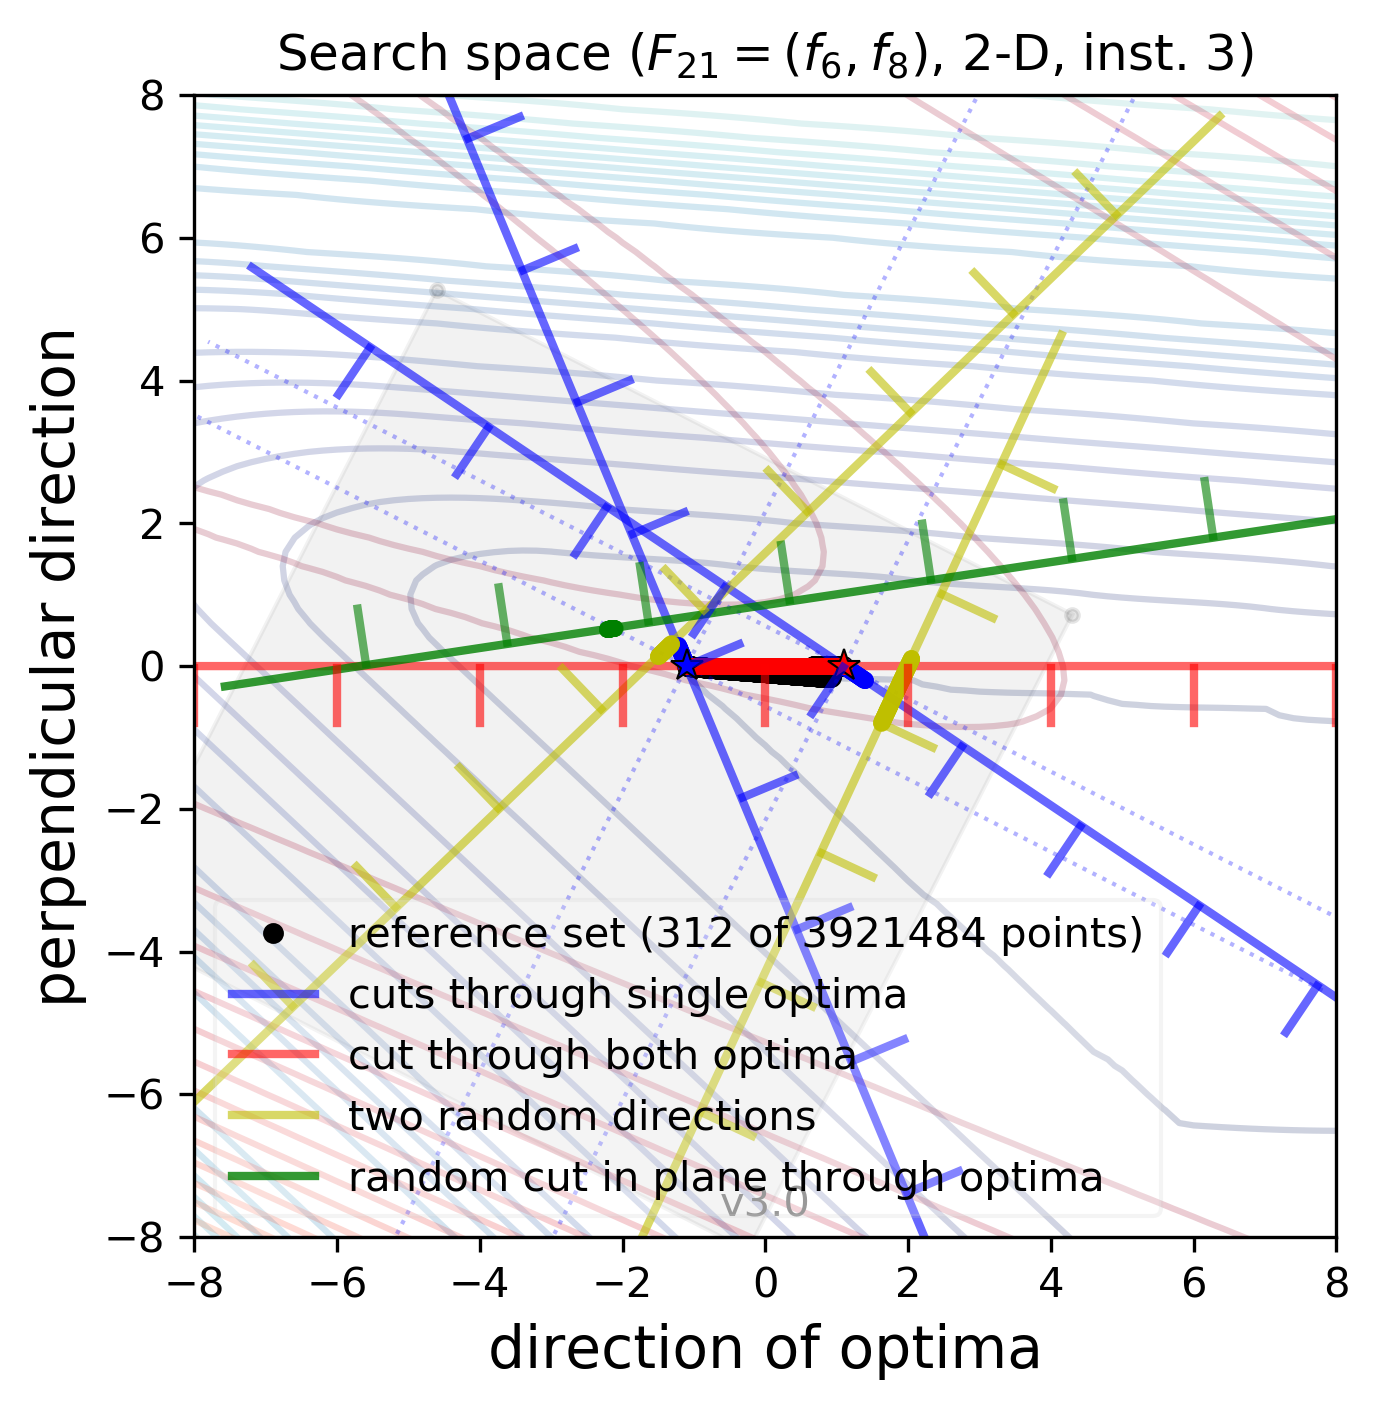 Search space (F₂₁ = (f₆, f₈), 2-D, inst. 3)
8
6
4
2
0
−2
−4
−6
−8
perpendicular direction
reference set (312 of 3921484 points)
cuts through single optima
cut through both optima
two random directions
random cut in plane through optima
v3.0
−8 −6 −4 −2 0 2 4 6 8
direction of optima